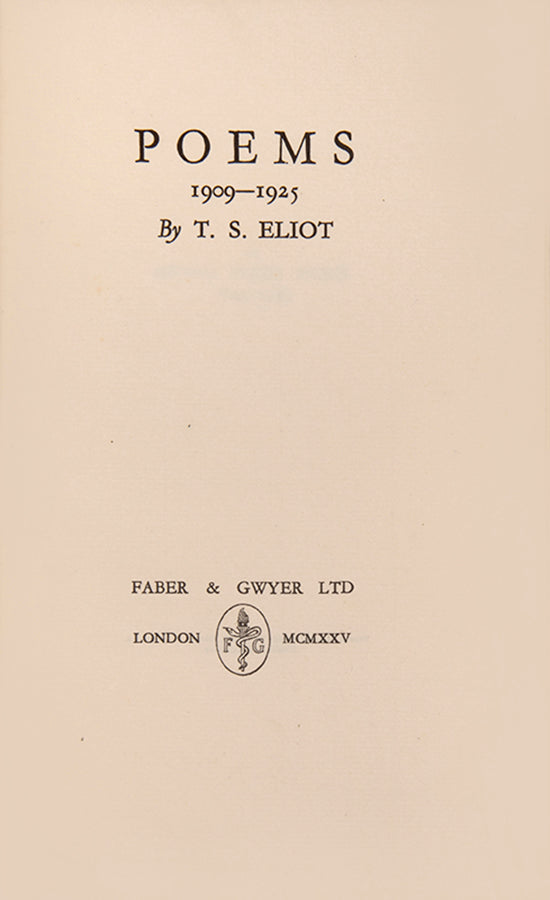 POEMS
1909—1925
By T. S. ELIOT
FABER & GWYER LTD
LONDON F G MCMXXV